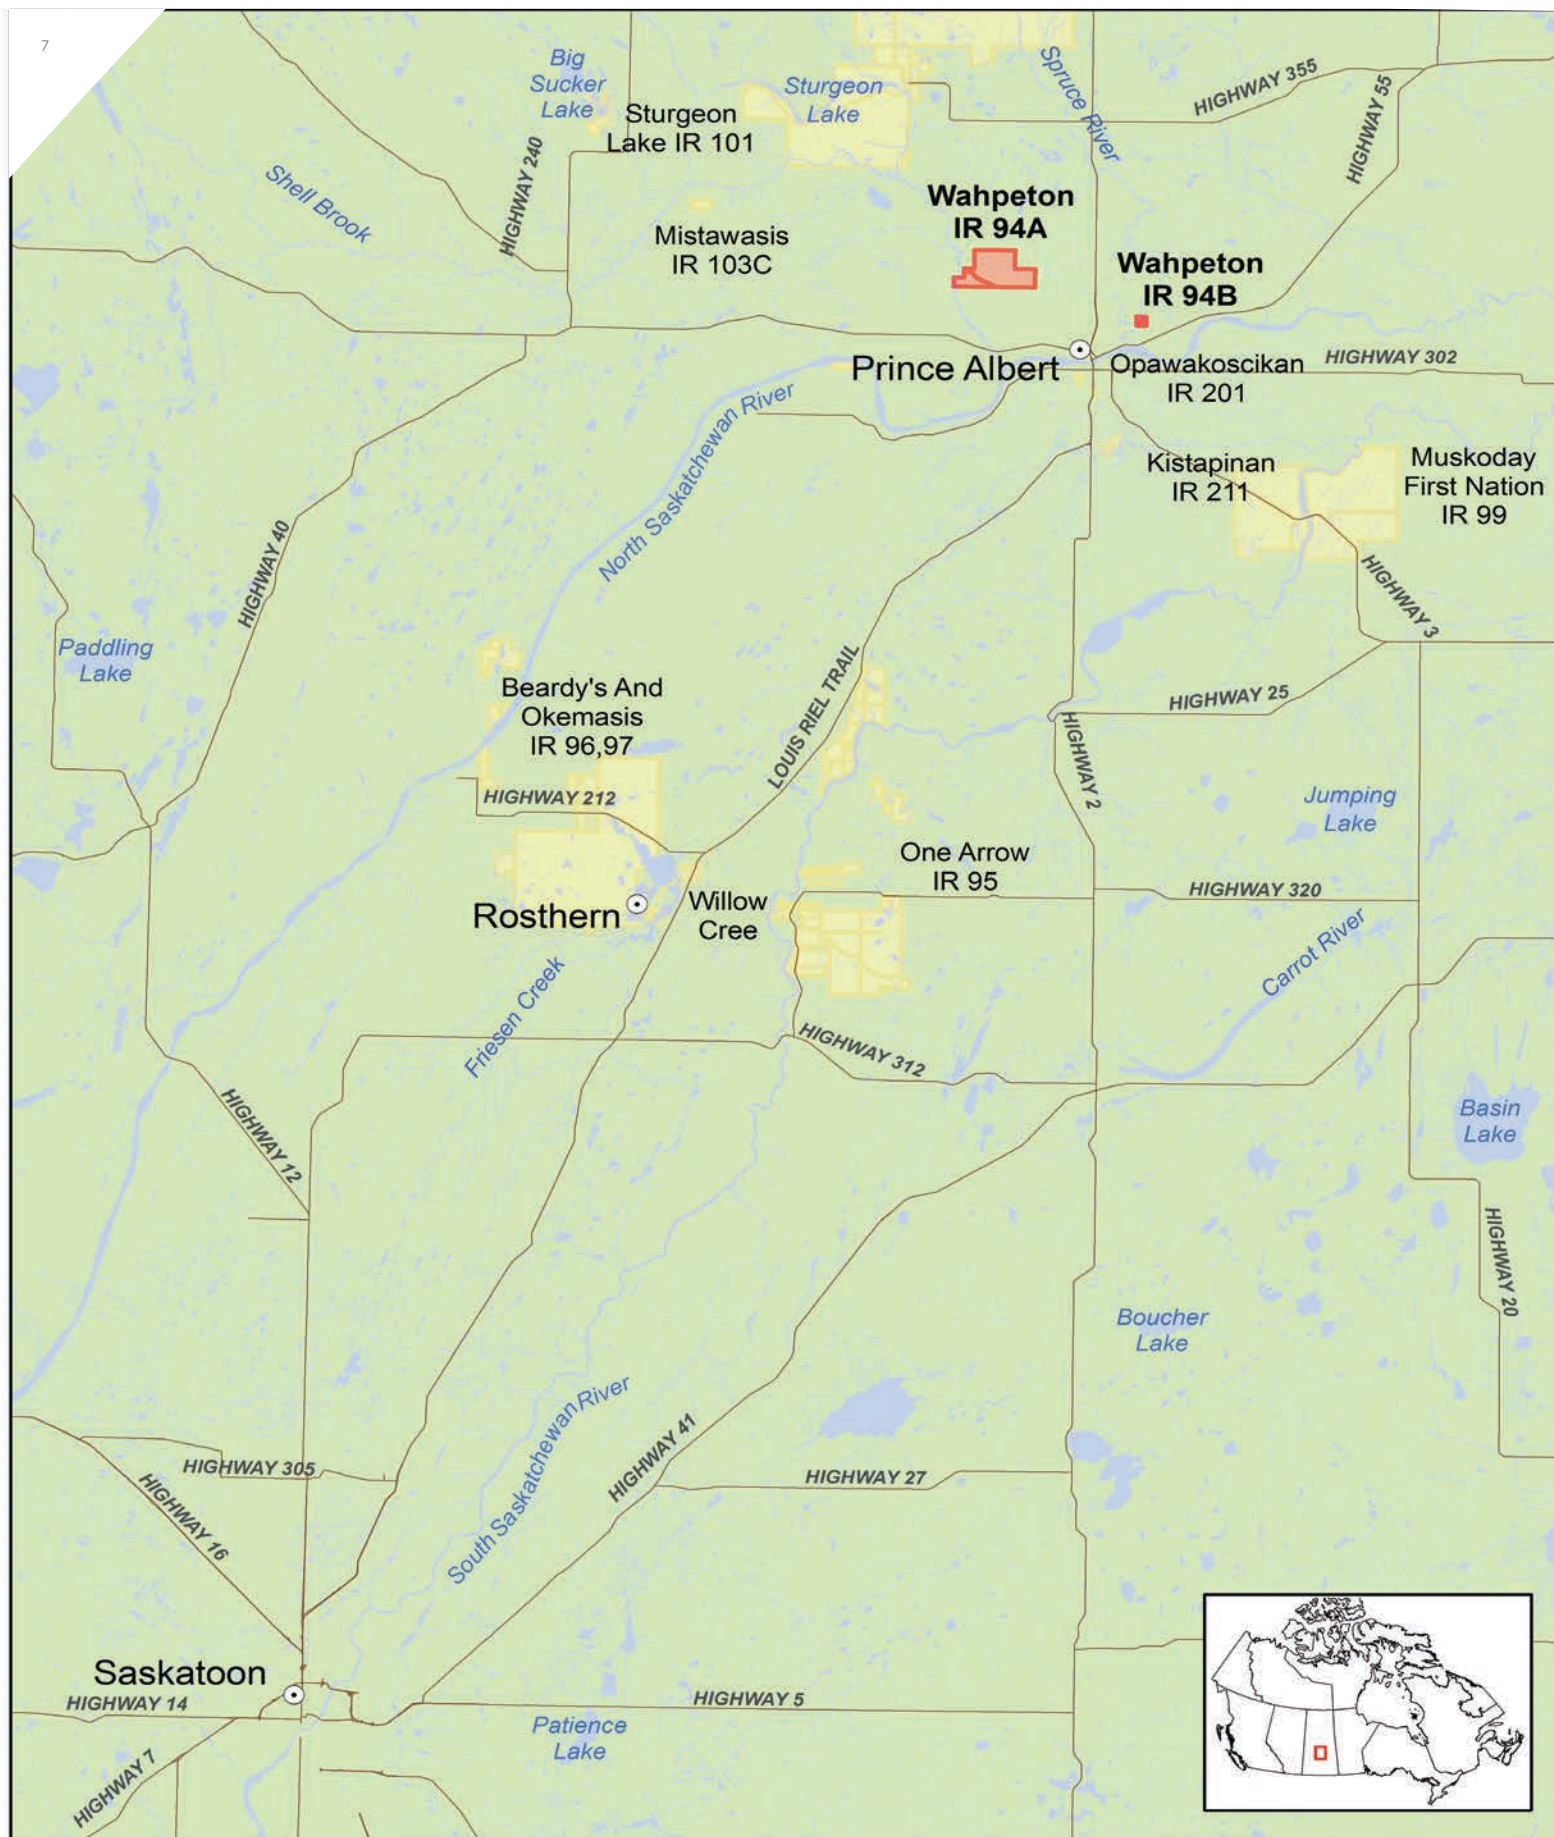 7
Big
Sucker
Lake
Sturgeon
Lake IR 101
Sturgeon
Lake
Spruce River
HIGHWAY 355
HIGHWAY 55
HIGHWAY 240
Shell Brook
Mistawasis
IR 103C
Wahpeton
IR 94A
Wahpeton
IR 94B
Prince Albert
Opawakoscikan
IR 201
HIGHWAY 302
North Saskatchewan River
Kistapinan
IR 211
Muskoday
First Nation
IR 99
HIGHWAY 40
HIGHWAY 3
Paddling
Lake
Beardy's And
Okemasis
IR 96,97
LOUIS RIEL TRAIL
HIGHWAY 25
HIGHWAY 2
HIGHWAY 212
Jumping
Lake
One Arrow
IR 95
HIGHWAY 320
Rosthern
Willow
Cree
Carrot River
Friesen Creek
HIGHWAY 312
HIGHWAY 12
Basin
Lake
HIGHWAY 20
Boucher
Lake
South Saskatchewan River
HIGHWAY 41
HIGHWAY 305
HIGHWAY 16
HIGHWAY 27
Saskatoon
HIGHWAY 14
HIGHWAY 5
Patience
Lake
HIGHWAY 7